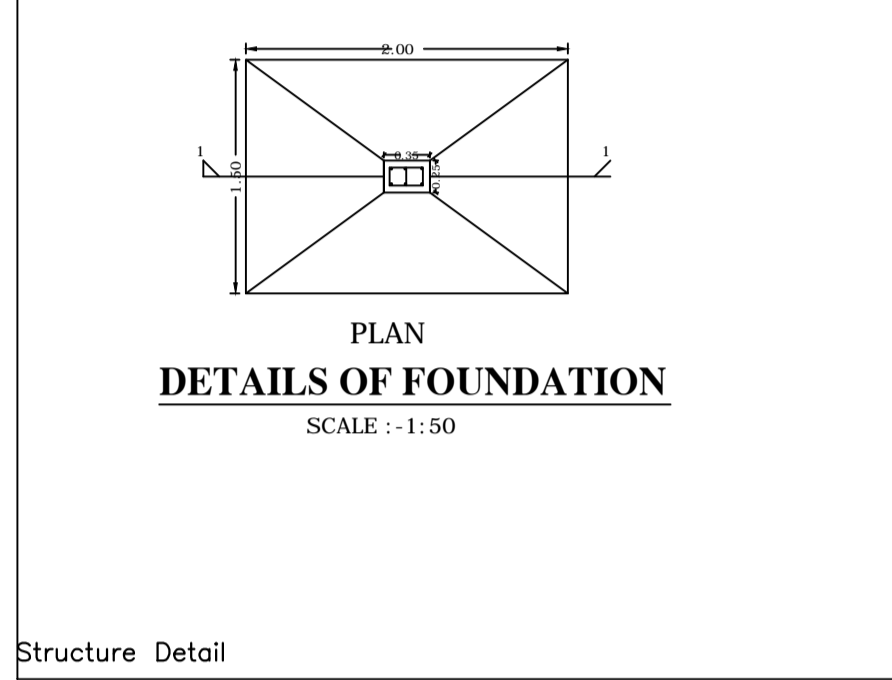 2.00
1 1
0.35
0.25
1.50
PLAN
DETAILS OF FOUNDATION
SCALE :-1:50
Structure Detail